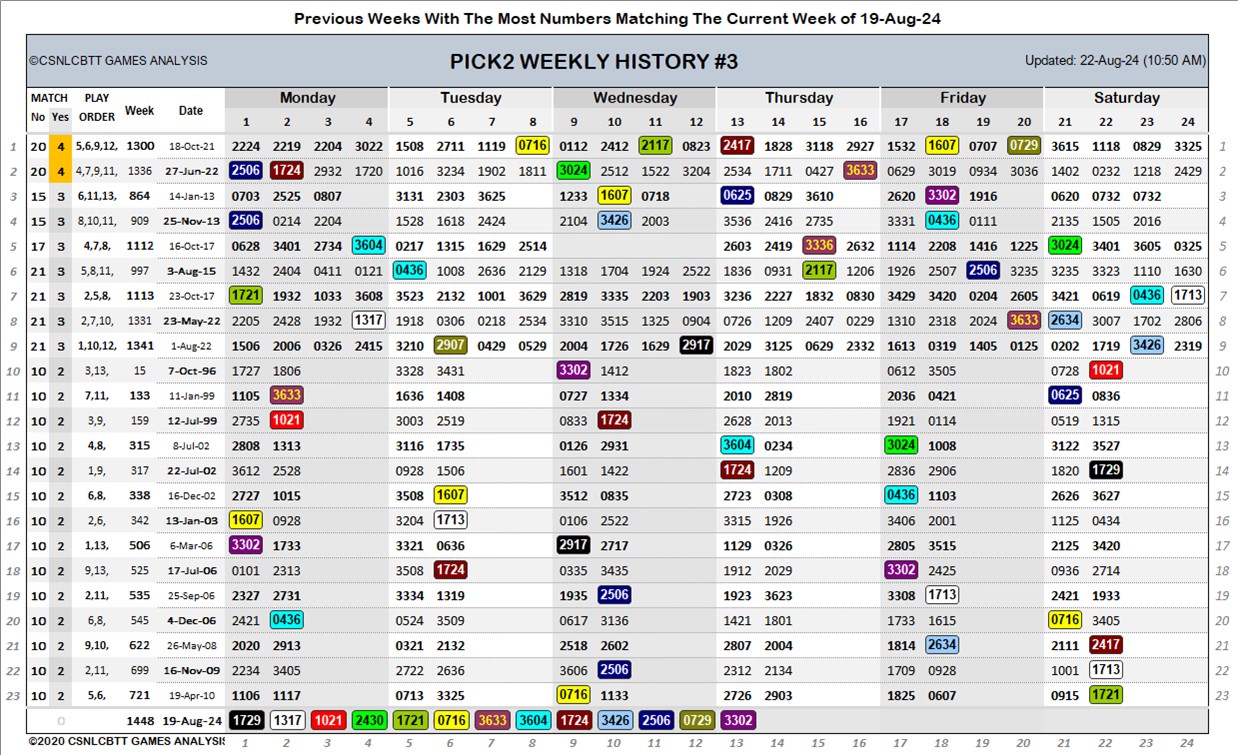 Previous Weeks With The Most Numbers Matching The Current Week of 19-Aug-24
©CSNLCBTT GAMES ANALYSIS PICK2 WEEKLY HISTORY #3 Updated: 22-Aug-24 (10:50 AM)
MATCH PLAY Week Date Monday Tuesday Wednesday Thursday Friday Saturday
No Yes ORDER 1 2 3 4 5 6 7 8 9 10 11 12 13 14 15 16 17 18 19 20 21 22 23 24
1 20 4 5,6,9,12, 1300 18-Oct-21 2224 2219 2204 3022 1508 2711 1119 0716 0112 2412 2117 0823 2417 1828 3118 2927 1532 1607 0707 0729 3615 1118 0829 3325 1
2 20 4 4,7,9,11, 1336 27-Jun-22 2506 1724 2932 1720 1016 3234 1902 1811 3024 2512 1522 3204 2534 1711 0427 3633 0629 3019 0934 3036 1402 0232 1218 2429 2
3 15 3 6,11,13, 864 14-Jan-13 0703 2525 0807 3131 2303 3625 1233 1607 0718 0625 0829 3610 2620 3302 1916 0620 0732 0732 3
4 15 3 8,10,11, 909 25-Nov-13 2506 0214 2204 1528 1618 2424 2104 3426 2003 3536 2416 2735 3331 0436 0111 2135 1505 2016 4
5 17 3 4,7,8, 1112 16-Oct-17 0628 3401 2734 3604 0217 1315 1629 2514 2603 2419 3336 2632 1114 2208 1416 1225 3024 3401 3605 0325 5
6 21 3 5,8,11, 997 3-Aug-15 1432 2404 0411 0121 0436 1008 2636 2129 1318 1704 1924 2522 1836 0931 2117 1206 1926 2507 2506 3235 3235 3323 1110 1630 6
7 21 3 2,5,8, 1113 23-Oct-17 1721 1932 1033 3608 3523 1262 1001 3629 2819 3335 2203 1903 3236 2227 1832 0830 3429 3420 0204 2605 3421 0619 0436 1713 7
8 21 3 2,7,10, 1331 23-May-22 2205 2428 1932 1317 1918 0306 0218 2534 3310 3515 1325 0904 0726 1209 2407 0229 1310 2318 2024 3633 2634 3007 1702 2806 8
9 21 3 1,10,12, 1341 1-Aug-22 1506 2006 0326 2415 3210 2907 0429 0529 2004 1726 1629 2917 2029 3125 0629 2332 1613 0319 1405 0125 0202 1719 3426 2319 9
10 10 2 3,13, 15 7-Oct-96 1727 1806 3328 3431 3302 1412 1823 1802 0612 3505 0728 1021 10
11 10 2 7,11, 133 11-Jan-99 1105 3633 1636 1408 0727 1334 2010 2819 2036 0421 0625 0836 11
12 10 2 3,9, 159 12-Jul-99 2735 1021 3003 2519 0833 1724 2628 2013 1921 0114 0519 1315 12
13 10 2 4,8, 315 8-Jul-02 2808 1313 3116 1735 0126 2931 3604 0234 3024 1008 3122 3527 13
14 10 2 1,9, 317 22-Jul-02 3612 2528 0928 1506 1601 1422 1724 1209 2836 2906 1820 1729 14
15 10 2 6,8, 338 16-Dec-02 2727 1015 3508 1607 3512 0835 2723 0308 0436 1103 2626 3627 15
16 10 2 2,6, 342 13-Jan-03 1607 0928 3204 1713 0106 2522 3315 1926 3406 2001 1125 0434 16
17 10 2 1,13, 506 6-Mar-06 3302 1733 3321 0636 2917 2717 1129 0326 2805 3515 2125 3420 17
18 10 2 9,13, 525 17-Jul-06 0101 2313 3508 1724 0335 3435 1912 2029 3302 2425 0936 2714 18
19 10 2 2,11, 535 25-Sep-06 2327 2731 3334 1319 1935 2506 1923 3623 3308 1713 2421 1933 19
20 10 2 6,8, 545 4-Dec-06 2421 0436 0524 3509 0617 3136 1421 1801 1733 1615 0716 3405 20
21 10 2 9,10, 622 26-May-08 2020 2913 0321 2132 2518 2602 2807 2004 1814 2634 2111 2417 21
22 10 2 2,11, 699 16-Nov-09 2234 3405 2722 2636 3606 2506 2312 2134 1709 0928 1001 1713 22
23 10 2 5,6, 721 19-Apr-10 1106 1117 0713 3325 0716 1133 2726 2903 1825 0607 0915 1721 23
0 1448 19-Aug-24 1729 1317 1021 2430 1721 0716 3633 3604 1724 3426 2506 0729 3302
©2020 CSNLCBTT GAMES ANALYSIS 1 2 3 4 5 6 7 8 9 10 11 12 13 14 15 16 17 18 19 20 21 22 23 24